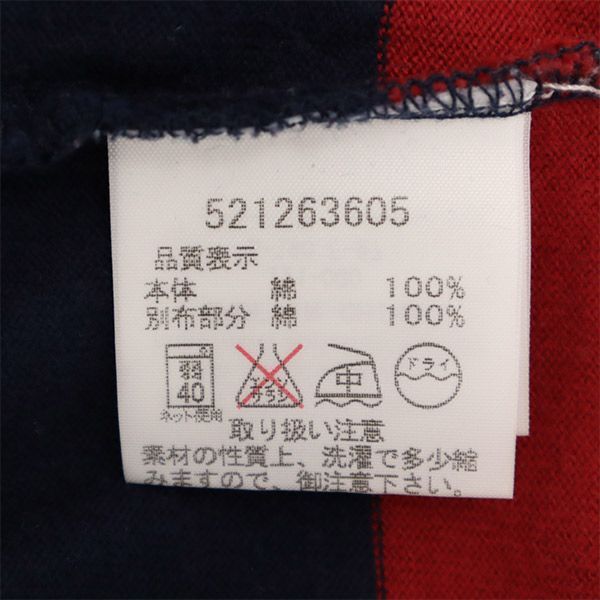 521263605
品質表示
本体 綿 100%
別布部分 綿 100%
弱 40 エンソサラシ 中 ドライ
ネット使用
取り扱い注意
素材の性質上、洗濯で多少縮
みますので、御注意下さい。